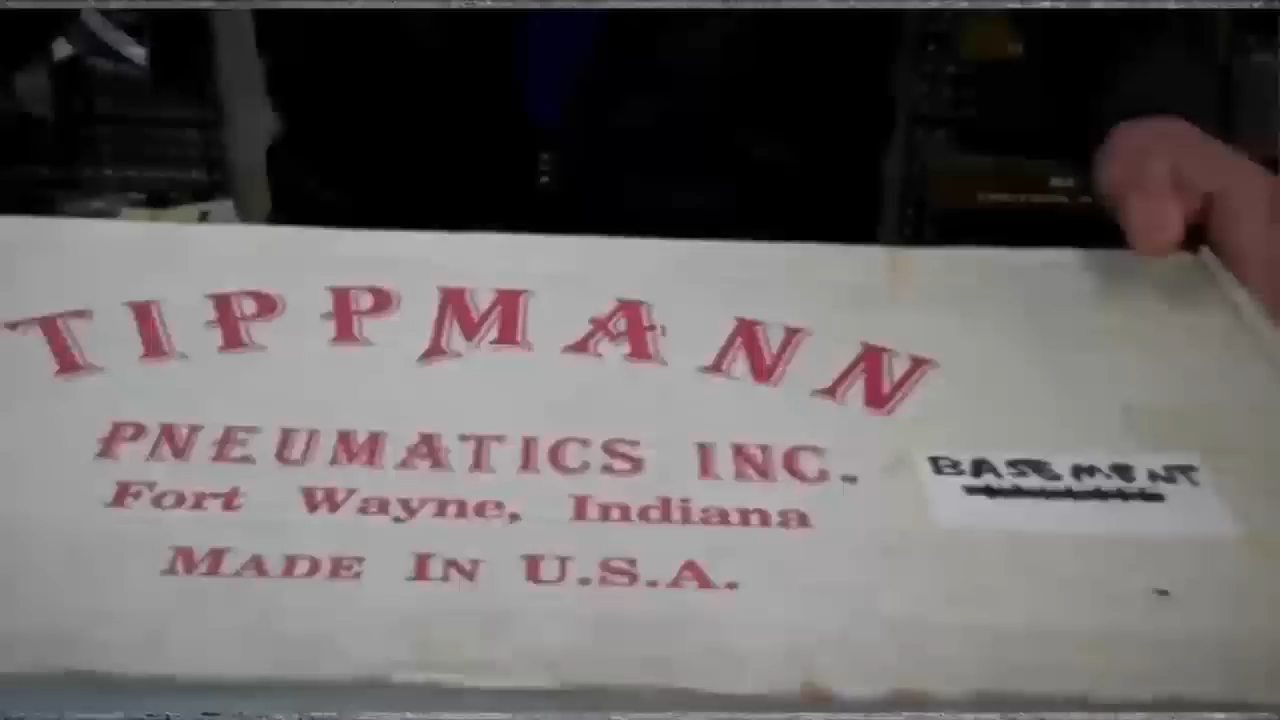 TIPPMANN
PNEUMATICS INC.
Fort Wayne, Indiana
MADE IN U.S.A.
BASEMENT